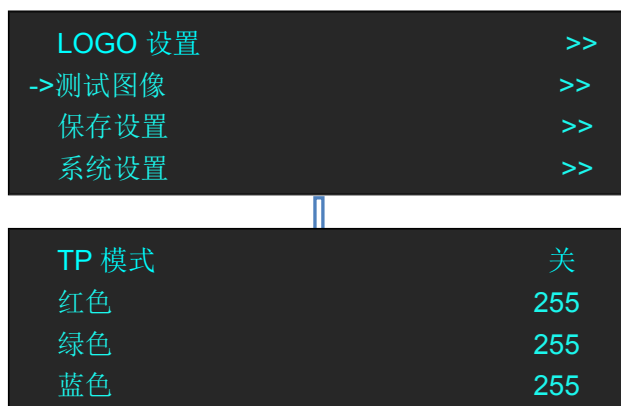 LOGO 设置 >>
->测试图像 >>
保存设置 >>
系统设置 >>
TP 模式 关
红色 255
绿色 255
蓝色 255